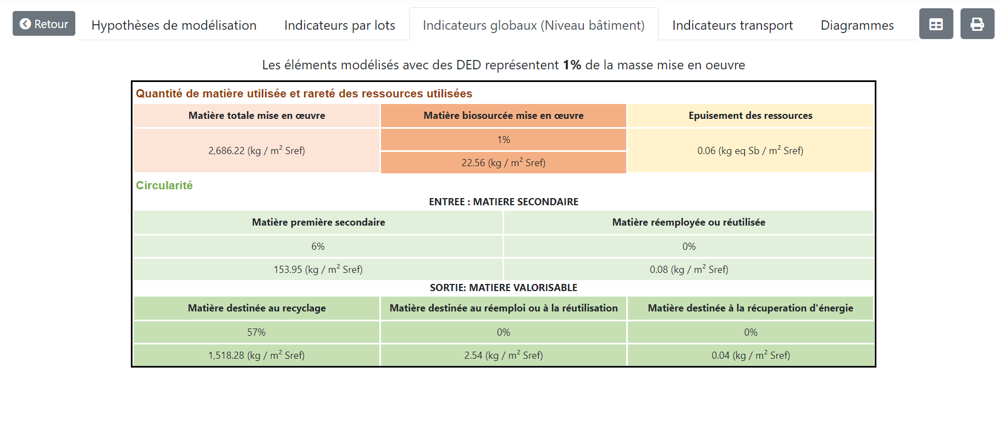 Retour
Hypothèses de modélisation
Indicateurs par lots
Indicateurs globaux (Niveau bâtiment)
Indicateurs transport
Diagrammes
Les éléments modélisés avec des DED représentent 1% de la masse mise en oeuvre
Quantité de matière utilisée et rareté des ressources utilisées
Matière totale mise en œuvre
Matière biosourcée mise en œuvre
Epuisement des ressources
2,686.22 (kg / m² Sref)
1%
22.56 (kg / m² Sref)
0.06 (kg eq Sb / m² Sref)
Circularité
ENTREE : MATIERE SECONDAIRE
Matière première secondaire
Matière réemployée ou réutilisée
6%
0%
153.95 (kg / m² Sref)
0.08 (kg / m² Sref)
SORTIE: MATIERE VALORISABLE
Matière destinée au recyclage
Matière destinée au réemploi ou à la réutilisation
Matière destinée à la récuperation d'énergie
57%
0%
0%
1,518.28 (kg / m² Sref)
2.54 (kg / m² Sref)
0.04 (kg / m² Sref)